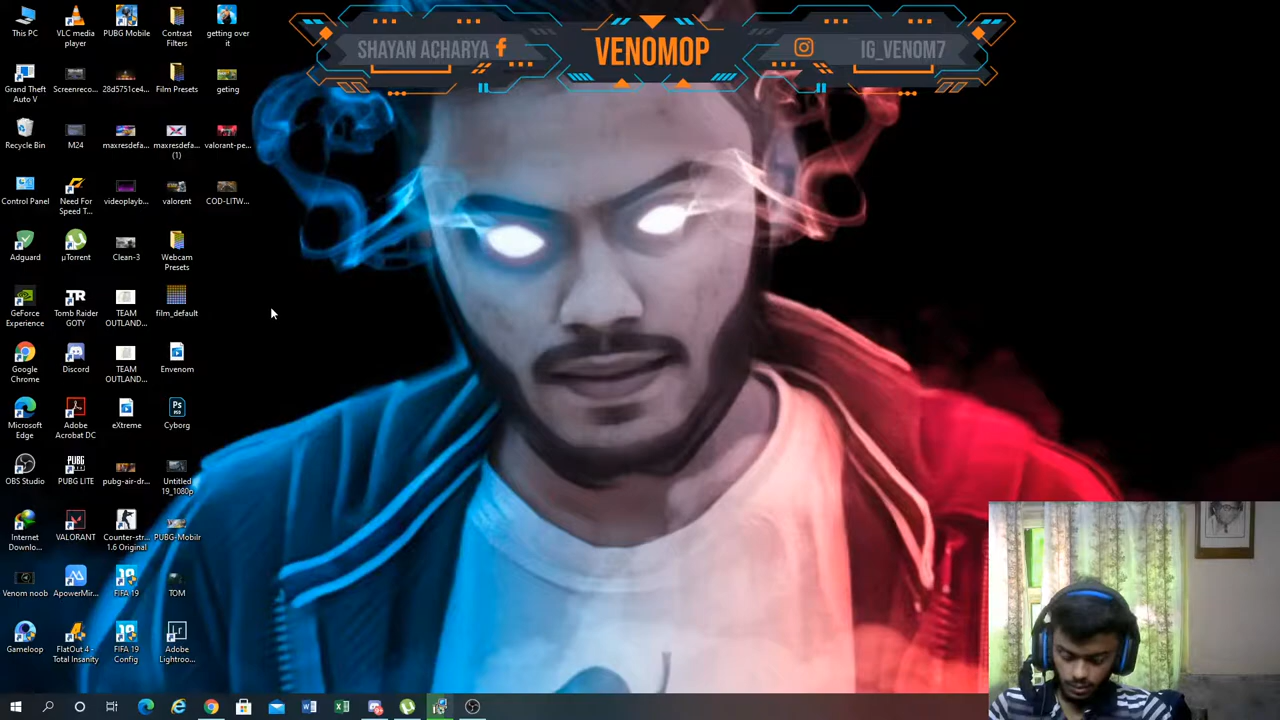 SHAYAN ACHARYA
VENOMOP
IG_VENOM7
This PC
VLC media
player
PUBG Mobile
Contrast
Filters
getting over
it
Grand Theft
Auto V
Screenreco...
28d5751ce4...
Film Presets
geting
Recycle Bin
M24
maxresdefa...
maxresdefa...
(1)
valorant-pe...
Control Panel
Need For
Speed T...
videoplayb...
valorent
COD-LITW...
Adguard
µTorrent
Clean-3
Webcam
Presets
GeForce
Experience
Tomb Raider
GOTY
TEAM
OUTLAND...
film_default
Google
Chrome
Discord
TEAM
OUTLAND...
Envenom
Microsoft
Edge
Adobe
Acrobat DC
eXtreme
Cyborg
OBS Studio
PUBG LITE
pubg-air-dr...
Untitled
19_1080p
Internet
Downlo...
VALORANT
Counter-str...
1.6 Original
PUBG-Mobilr
Venom noob
ApowerMir...
FIFA 19
TOM
Gameloop
FlatOut 4 -
Total Insanity
FIFA 19
Config
Adobe
Lightroo...